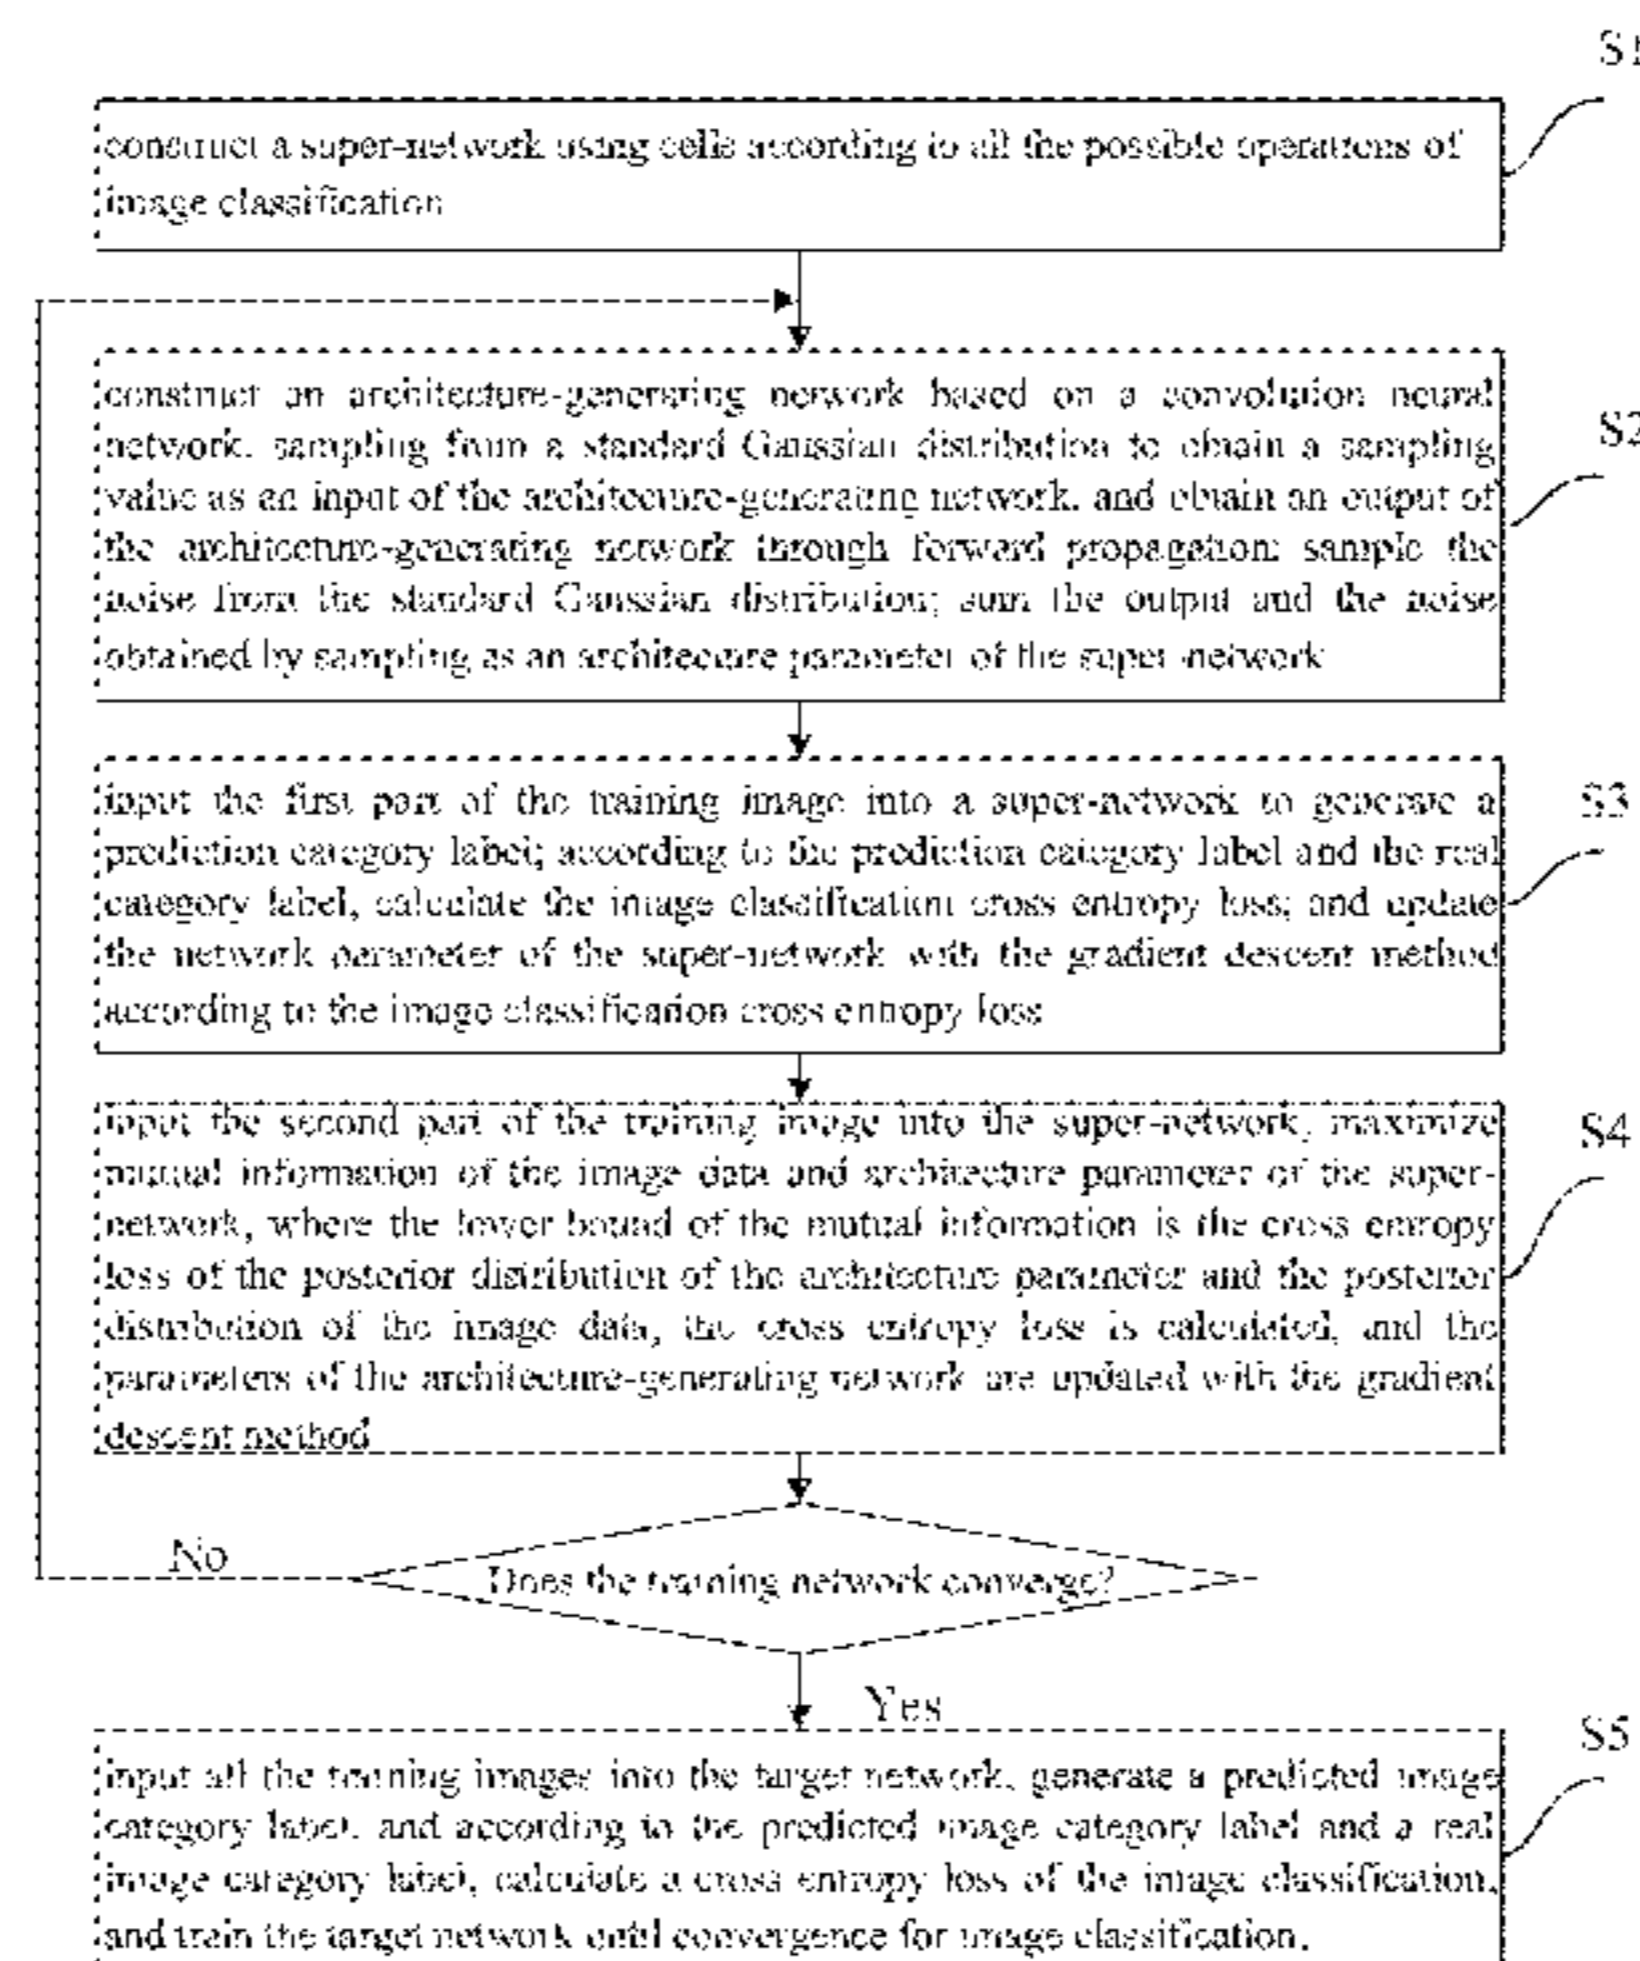 S1
construct a super-network using cells according to all the possible operations of
image classification
construct an architecture-generating network based on a convolution neural
network, sampling from a standard Gaussian distribution to obtain a sampling
S2
value as an input of the architecture-generating network, and obtain an output of
the architecture-generating network through forward propagation; sample the
noise from the standard Gaussian distribution; sum the output and the noise
obtained by sampling as an architecture parameter of the super-network
input the first part of the training image into a super-network to generate a
S3
prediction category label; according to the prediction category label and the real
category label, calculate the image classification cross entropy loss; and update
the network parameter of the super-network with the gradient descent method
according to the image classification cross entropy loss
input the second part of the training image into the super-network, maximize
S4
mutual information of the image data and architecture parameter of the super-
network, where the lower bound of the mutual information is the cross entropy
loss of the posterior distribution of the architecture parameter and the posterior
distribution of the image data, the cross entropy loss is calculated, and the
parameters of the architecture-generating network are updated with the gradient
descent method
No
Does the training network converge?
Yes
S5
input all the training images into the target network, generate a predicted image
category label, and according to the predicted image category label and a real
image category label, calculate a cross entropy loss of the image classification,
and train the target network until convergence for image classification.